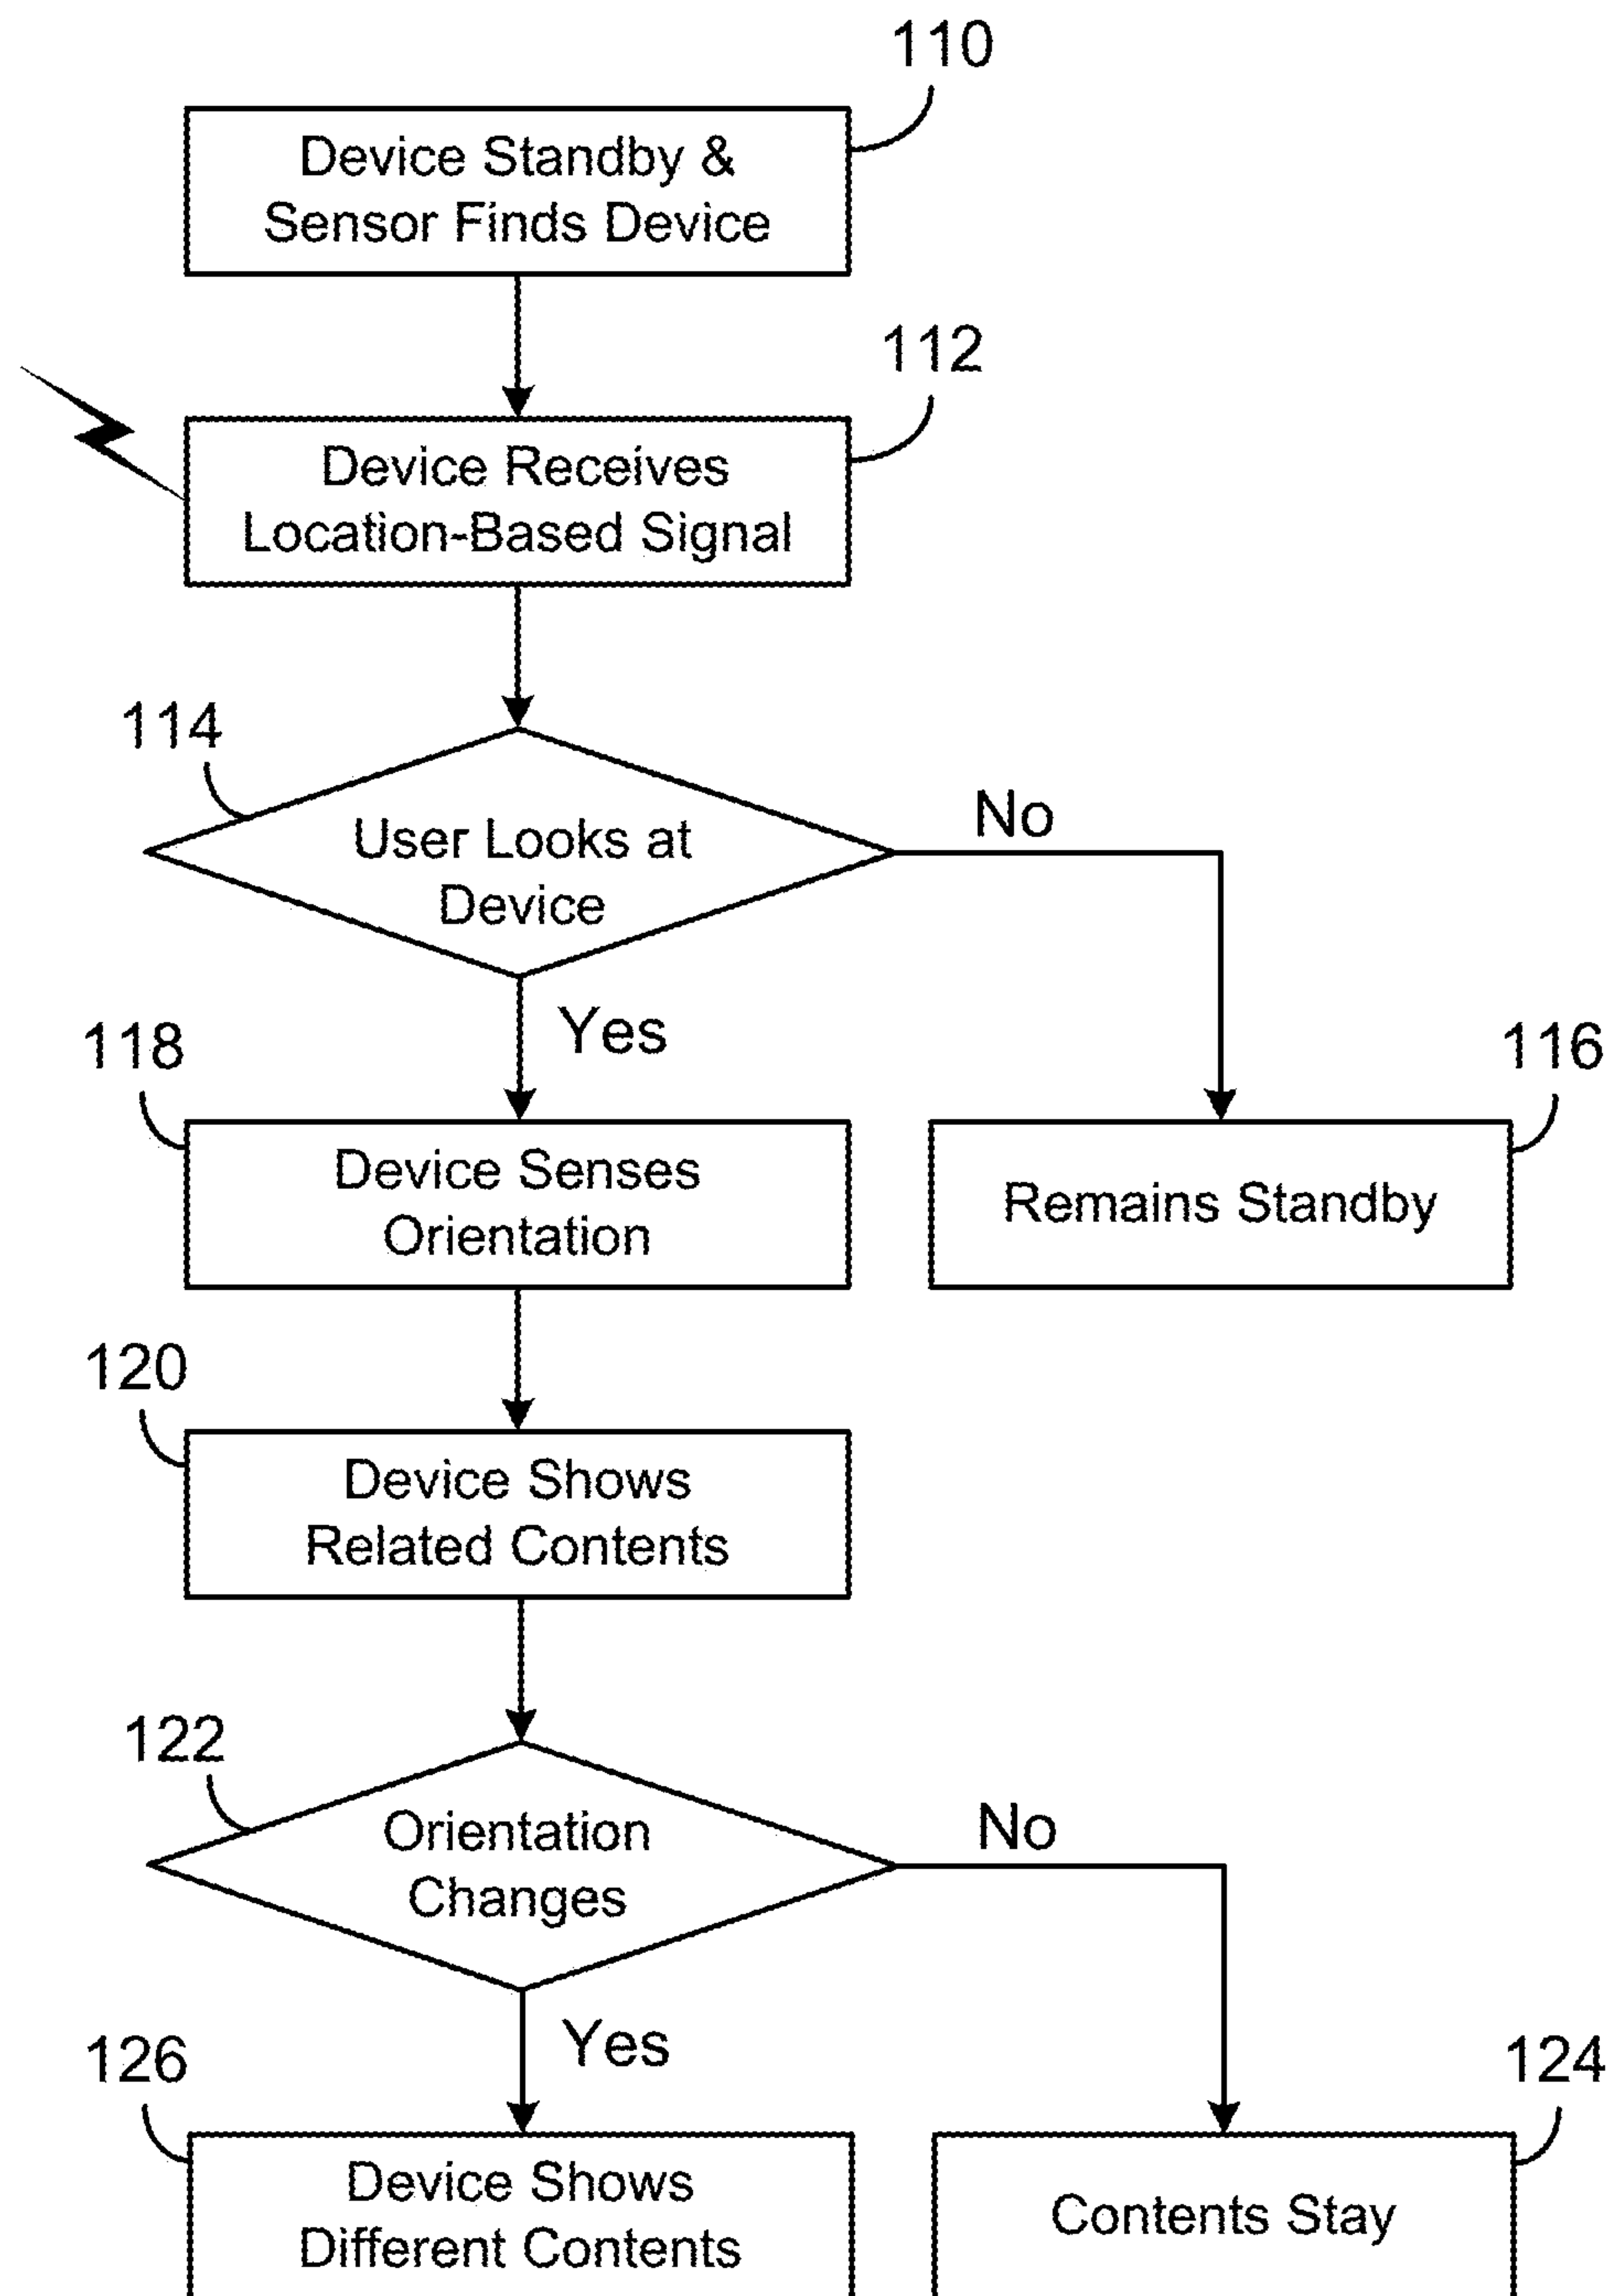 110
Device Standby &
Sensor Finds Device
112
Device Receives
Location-Based Signal
114
User Looks at
Device
No
Yes
118
116
Device Senses
Orientation
Remains Standby
120
Device Shows
Related Contents
122
Orientation
Changes
No
Yes
126
124
Device Shows
Different Contents
Contents Stay